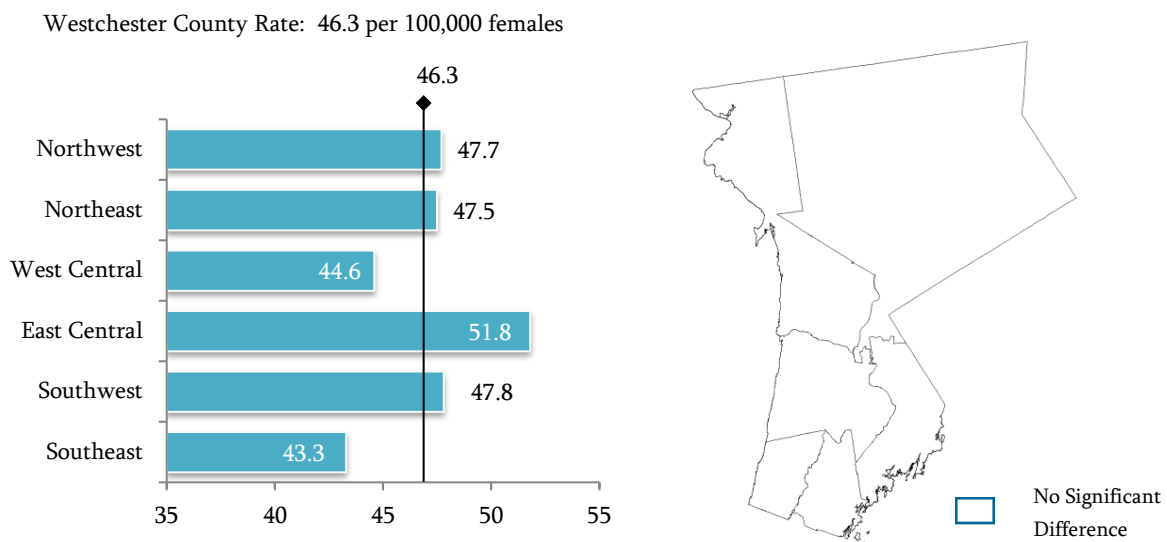 Westchester County Rate:  46.3 per 100,000 females
46.3
Northwest 47.7
Northeast 47.5
West Central 44.6
East Central 51.8
Southwest 47.8
Southeast 43.3
35 40 45 50 55
No Significant
Difference